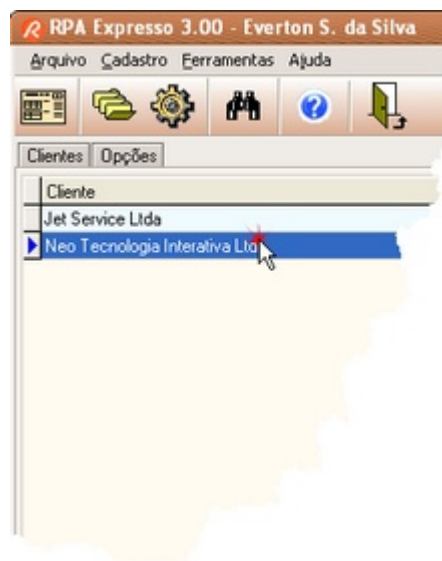 RPA Expresso 3.00 - Everton S. da Silva
Arquivo Cadastro Ferramentas Ajuda
Clientes Opções
Cliente
Jet Service Ltda
Neo Tecnologia Interativa Ltd